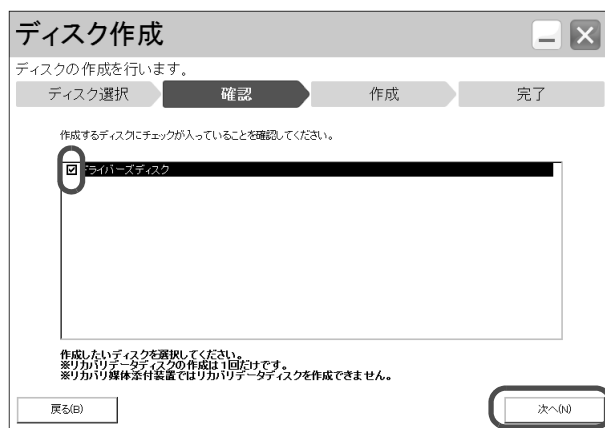 ディスク作成
ディスクの作成を行います。
ディスク選択 確認 作成 完了
作成するディスクにチェックが入っていることを確認してください。
ドライバーズディスク
作成したいディスクを選択してください。
※リカバリデータディスクの作成は1回だけです。
※リカバリ媒体添付装置ではリカバリデータディスクを作成できません。
戻る(B) 次へ(N)